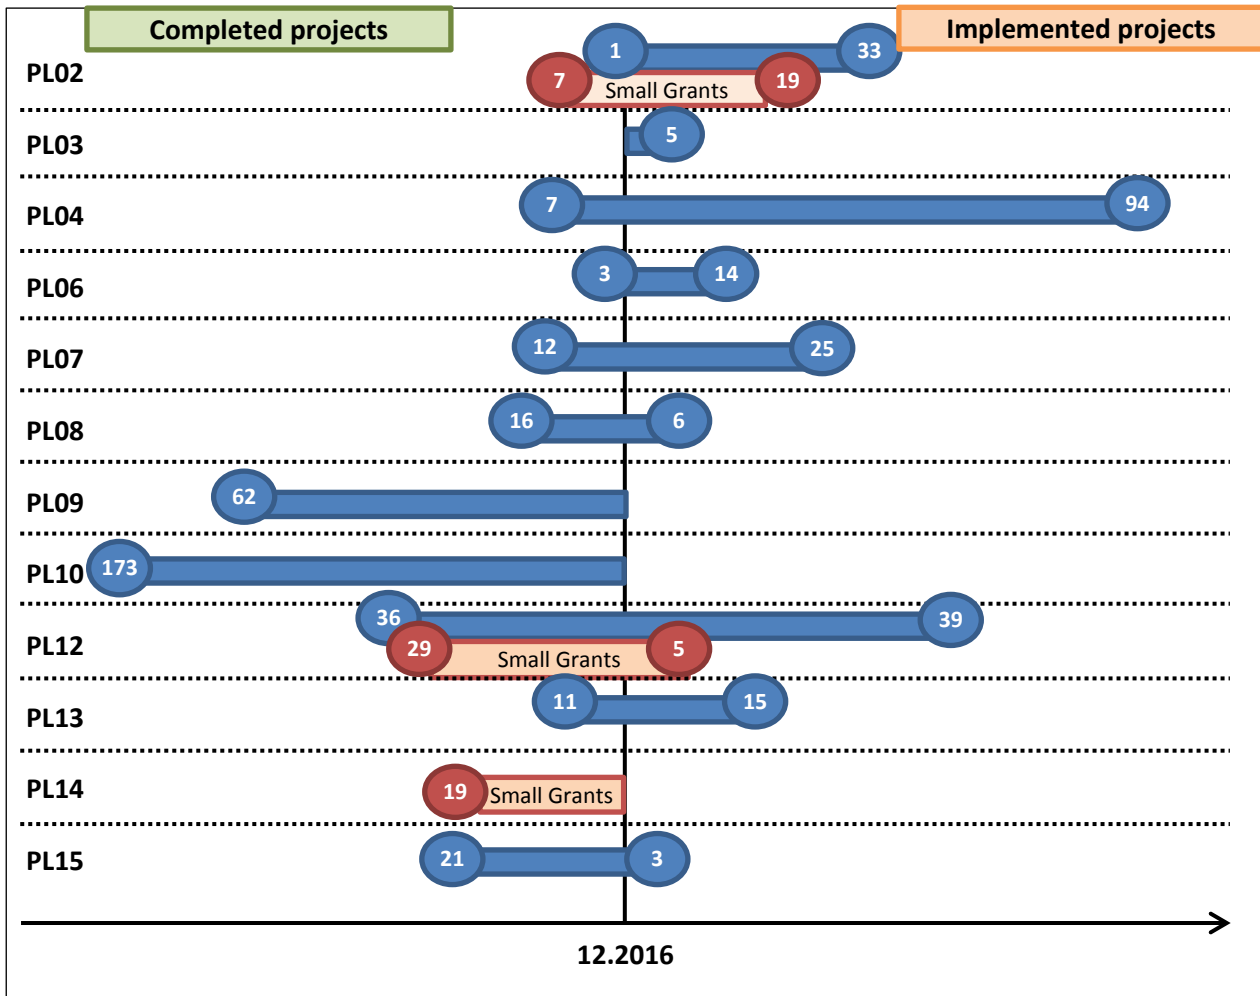 Completed projects
Implemented projects
PL02
1
33
7
Small Grants
19
PL03
5
PL04
7
94
PL06
3
14
PL07
12
25
PL08
16
6
PL09
62
PL10
173
PL12
36
39
29
Small Grants
5
PL13
11
15
PL14
19
Small Grants
PL15
21
3
12.2016